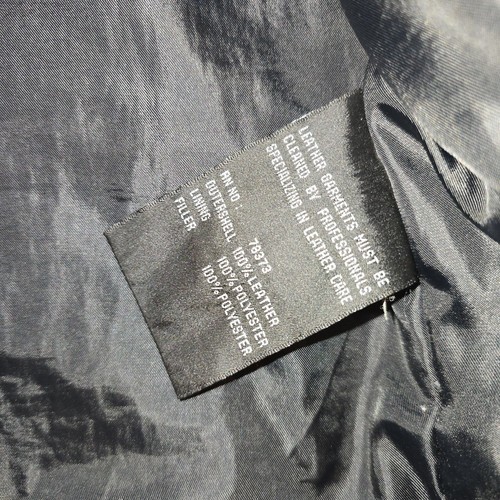 LEATHER GARMENTS MUST BE
CLEANED BY PROFESSIONALS
SPECIALIZING IN LEATHER CARE
RN NO. 79373
OUTERSHELL 100% LEATHER
LINING 100% POLYESTER
FILLER 100% POLYESTER